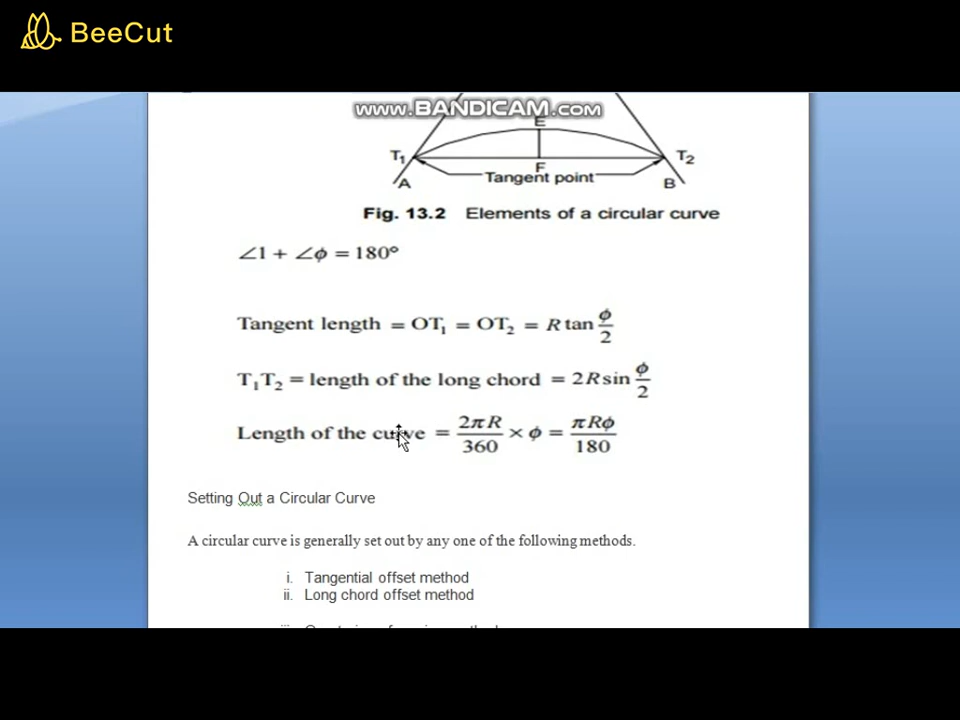 BeeCut
www.BANDICAM.com
E
T₁ T₂
F
A Tangent point B
Fig. 13.2 Elements of a circular curve
∠1 + ∠ϕ = 180°
Tangent length = OT₁ = OT₂ = R tan ϕ/2
T₁T₂ = length of the long chord = 2R sin ϕ/2
Length of the curve = 2πR/360 × ϕ = πRϕ/180
Setting Out a Circular Curve
A circular curve is generally set out by any one of the following methods.
i. Tangential offset method
ii. Long chord offset method